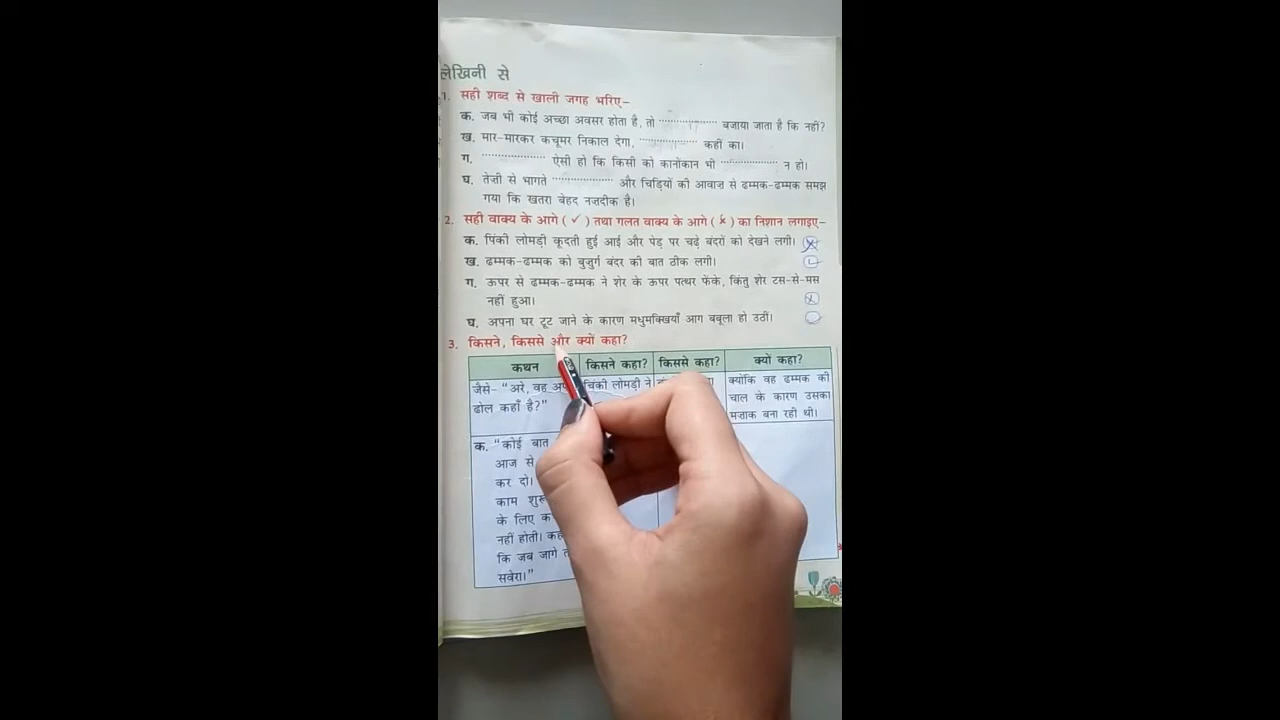 लेखिनी से
1. सही शब्द से खाली जगह भरिए–
क. जब भी कोई अच्छा अवसर होता है, तो .................. बजाया जाता है कि नहीं?
ख. मार-मारकर कचूमर निकाल देगा, .................. कहीं का।
ग. .................. ऐसी हो कि किसी को कानोंकान भी .................. न हो।
घ. तेज़ी से भागते .................. और चिड़ियों की आवाज़ से ढम्मक-ढम्मक समझ
गया कि खतरा बेहद नज़दीक है।
2. सही वाक्य के आगे ( ✓ ) तथा गलत वाक्य के आगे ( x ) का निशान लगाइए–
क. पिंकी लोमड़ी कूदती हुई आई और पेड़ पर चढ़े बंदरों को देखने लगी।
ख. ढम्मक-ढम्मक को बुज़ुर्ग बंदर की बात ठीक लगी।
ग. ऊपर से ढम्मक-ढम्मक ने शेर के ऊपर पत्थर फेंके, किंतु शेर टस-से-मस
नहीं हुआ। x
घ. अपना घर टूट जाने के कारण मधुमक्खियाँ आग बबूला हो उठीं।
3. किसने, किससे और क्यों कहा?
कथन किसने कहा? किससे कहा? क्यों कहा?
जैसे– "अरे, वह चिंकी लोमड़ी ने क्योंकि वह ढम्मक की
ढोल कहाँ है?" चाल के कारण उसका
मज़ाक बना रही थी।
क. "कोई बात
आज से
कर दो।
काम
के लिए
नहीं होती।
कि जब जागे
सवेरा।"